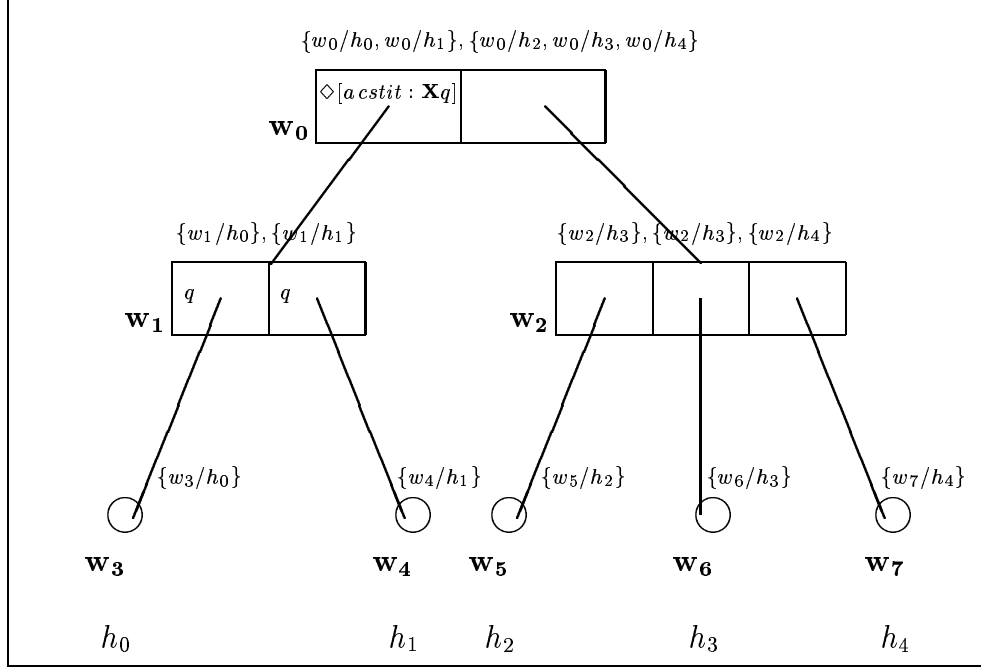 {w₀/h₀, w₀/h₁}, {w₀/h₂, w₀/h₃, w₀/h₄}
◇[a cstit : Xq]
w₀
{w₁/h₀}, {w₁/h₁} {w₂/h₃}, {w₂/h₃}, {w₂/h₄}
q q
w₁ w₂
{w₃/h₀} {w₄/h₁} {w₅/h₂} {w₆/h₃} {w₇/h₄}
w₃ w₄ w₅ w₆ w₇
h₀ h₁ h₂ h₃ h₄